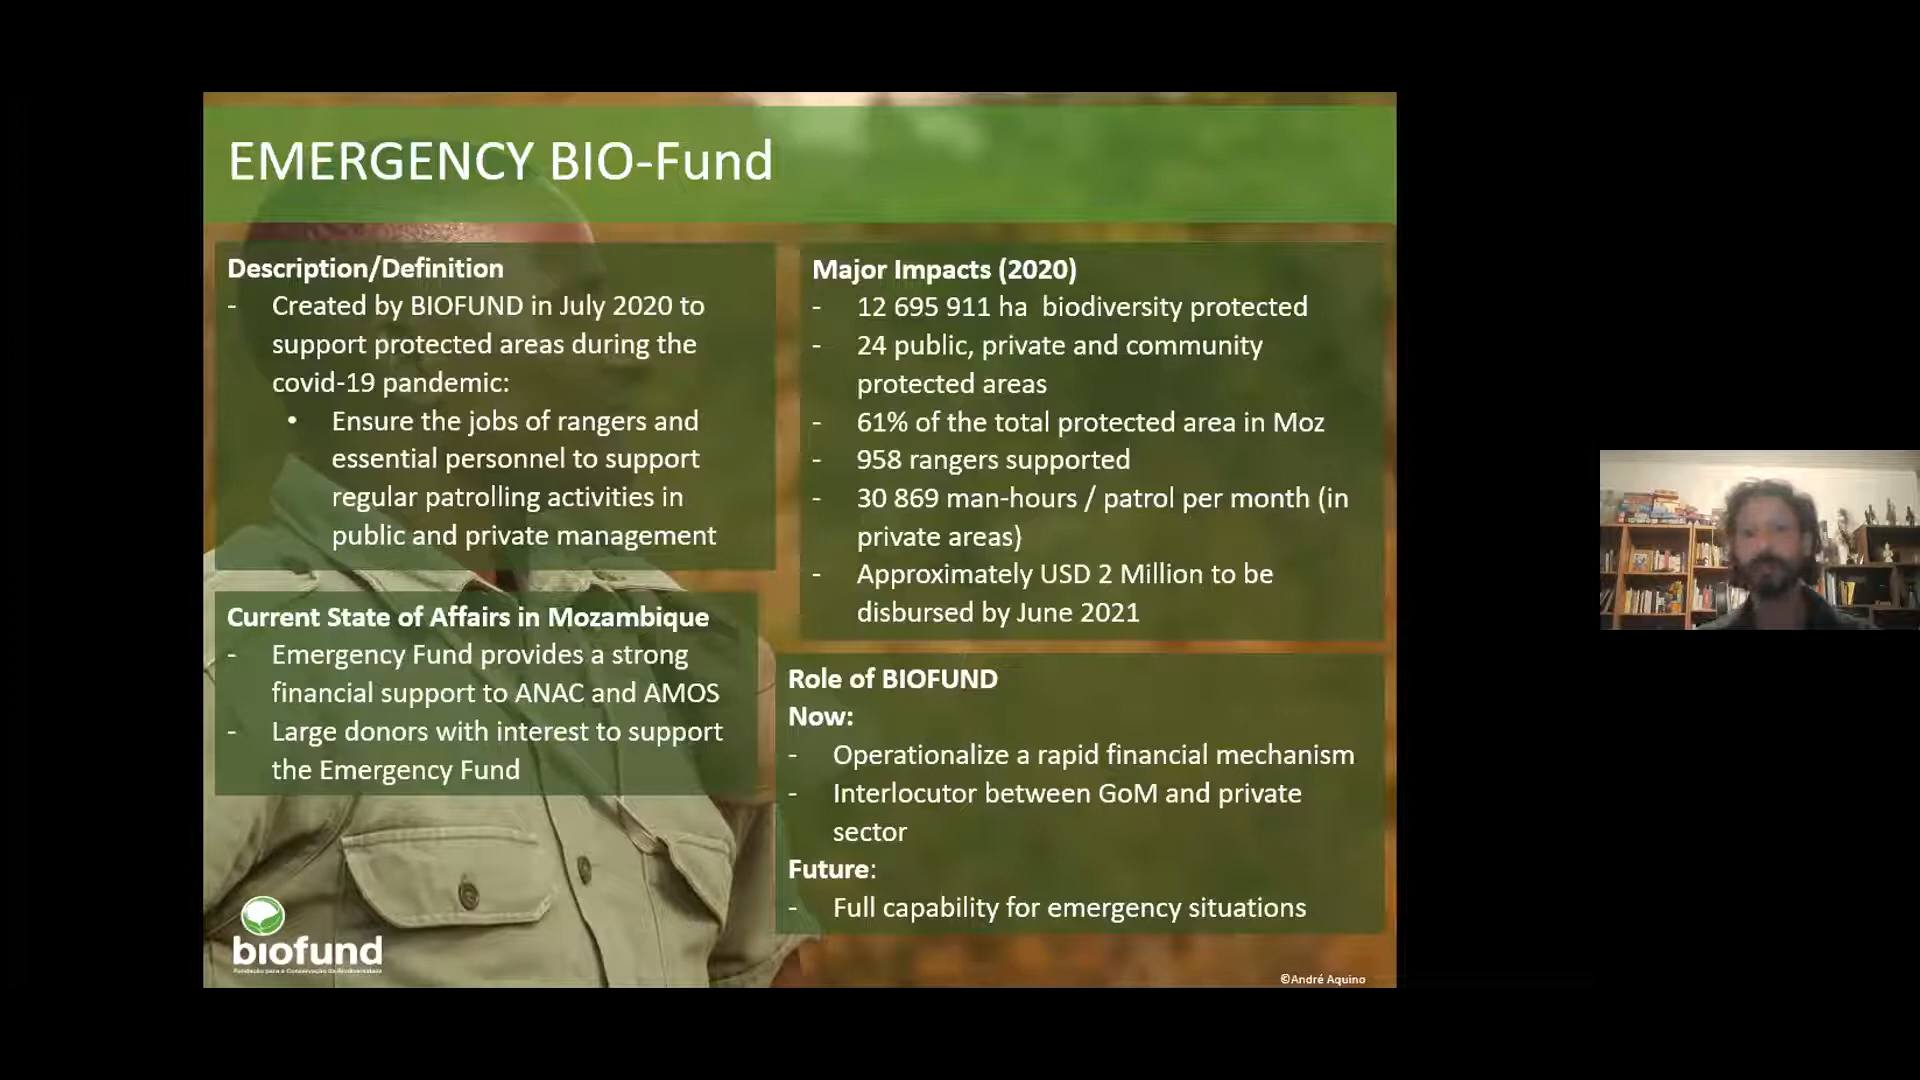 EMERGENCY BIO-Fund
Description/Definition
- Created by BIOFUND in July 2020 to
support protected areas during the
covid-19 pandemic:
• Ensure the jobs of rangers and
essential personnel to support
regular patrolling activities in
public and private management
Current State of Affairs in Mozambique
- Emergency Fund provides a strong
financial support to ANAC and AMOS
- Large donors with interest to support
the Emergency Fund
Major Impacts (2020)
- 12 695 911 ha biodiversity protected
- 24 public, private and community
protected areas
- 61% of the total protected area in Moz
- 958 rangers supported
- 30 869 man-hours / patrol per month (in
private areas)
- Approximately USD 2 Million to be
disbursed by June 2021
Role of BIOFUND
Now:
- Operationalize a rapid financial mechanism
- Interlocutor between GoM and private
sector
Future:
- Full capability for emergency situations
biofund
Fundação para a Conservação da Biodiversidade
©André Aquino